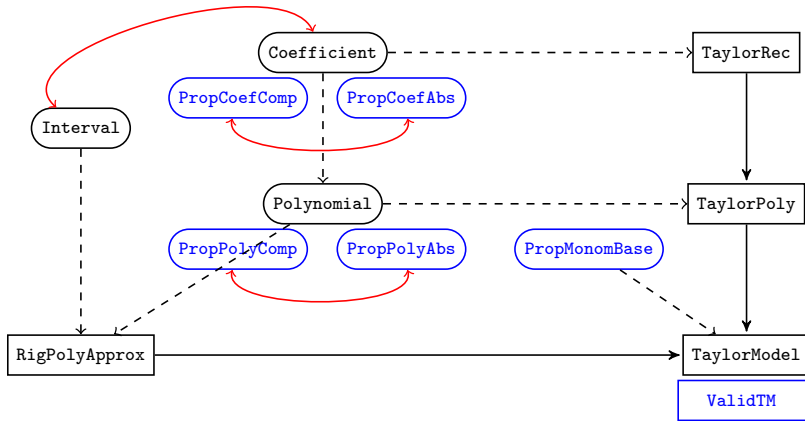 Coefficient
TaylorRec
PropCoefComp
PropCoefAbs
Interval
Polynomial
TaylorPoly
PropPolyComp
PropPolyAbs
PropMonomBase
RigPolyApprox
TaylorModel
ValidTM